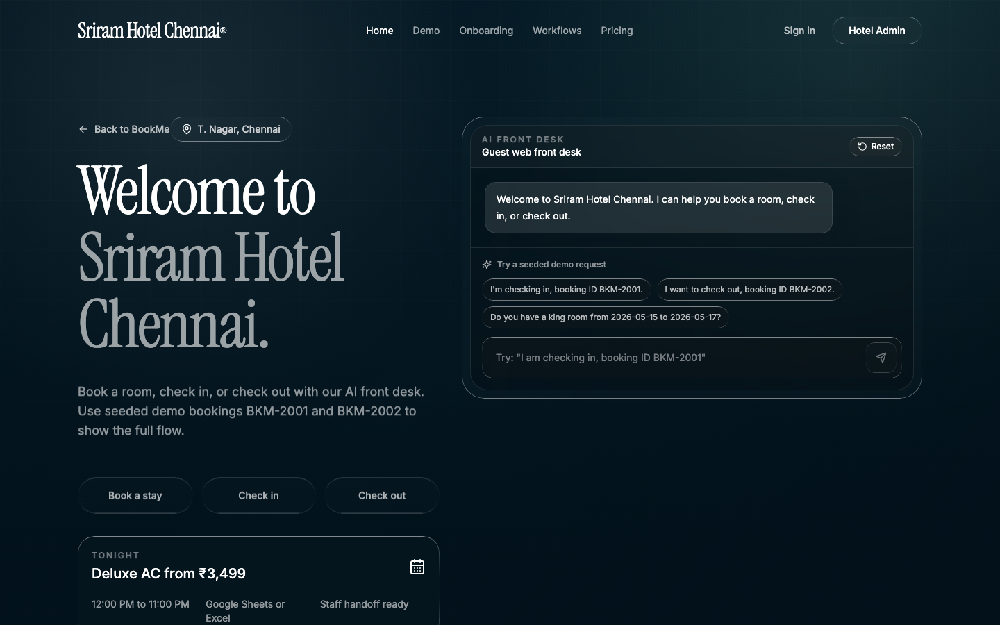 Sriram Hotel Chennai®
Home
Demo
Onboarding
Workflows
Pricing
Sign in
Hotel Admin
Back to BookMe
T. Nagar, Chennai
Welcome to
Sriram Hotel
Chennai.
Book a room, check in, or check out with our AI front desk.
Use seeded demo bookings BKM-2001 and BKM-2002 to
show the full flow.
Book a stay
Check in
Check out
TONIGHT
Deluxe AC from ₹3,499
12:00 PM to 11:00 PM
Google Sheets or
Excel
Staff handoff ready
AI FRONT DESK
Guest web front desk
Reset
Welcome to Sriram Hotel Chennai. I can help you book a room, check
in, or check out.
Try a seeded demo request
I'm checking in, booking ID BKM-2001.
I want to check out, booking ID BKM-2002.
Do you have a king room from 2026-05-15 to 2026-05-17?
Try: "I am checking in, booking ID BKM-2001"